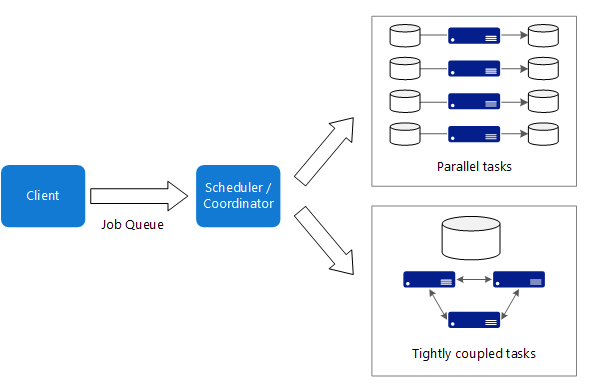 Client
Job Queue
Scheduler /
Coordinator
Parallel tasks
Tightly coupled tasks